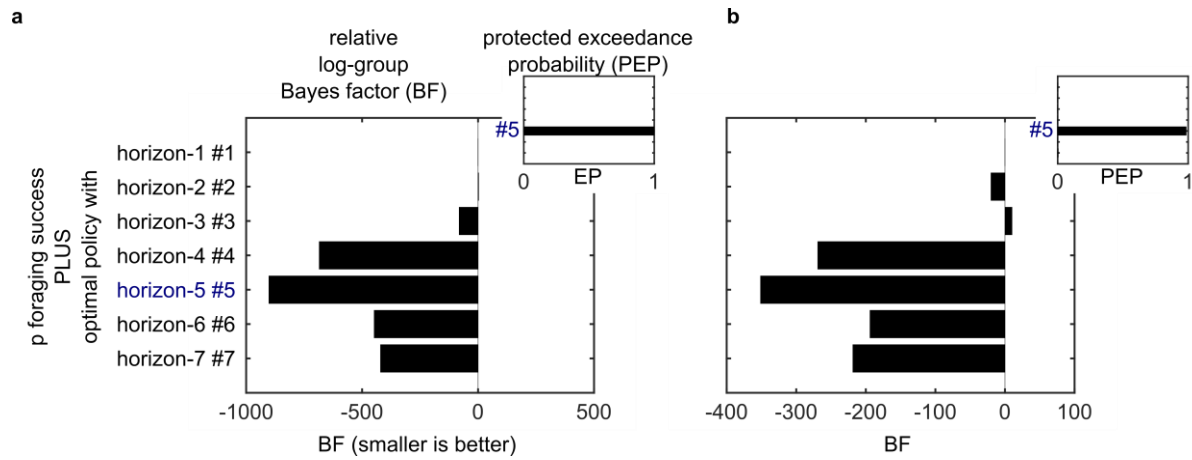 a
b
relative
log-group
Bayes factor (BF)
protected exceedance
probability (PEP)
#5
0
EP
1
#5
0
PEP
1
p foraging success
PLUS
optimal policy with
horizon-1 #1
horizon-2 #2
horizon-3 #3
horizon-4 #4
horizon-5 #5
horizon-6 #6
horizon-7 #7
-1000 -500 0 500
BF (smaller is better)
-400 -300 -200 -100 0 100
BF